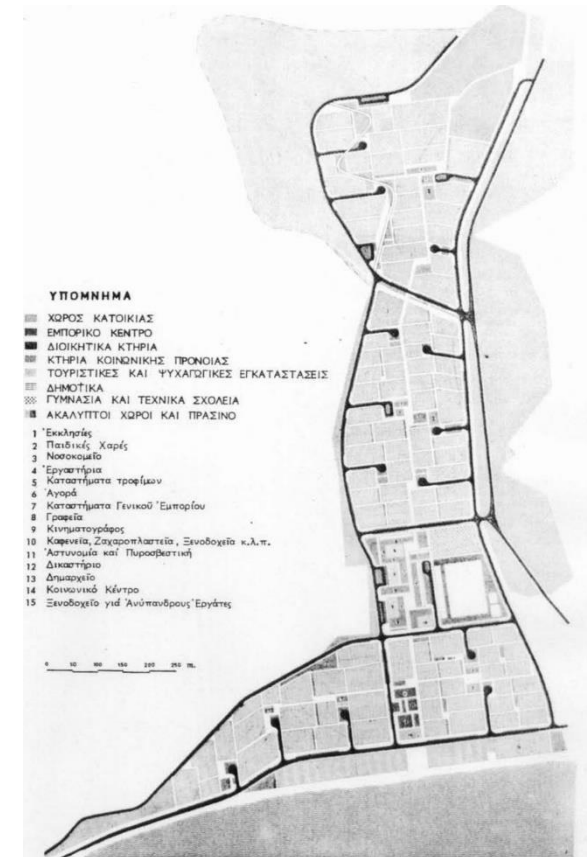 ΥΠΟΜΝΗΜΑ
ΧΩΡΟΣ ΚΑΤΟΙΚΙΑΣ
ΕΜΠΟΡΙΚΟ ΚΕΝΤΡΟ
ΔΙΟΙΚΗΤΙΚΑ ΚΤΗΡΙΑ
ΚΤΗΡΙΑ ΚΟΙΝΩΝΙΚΗΣ ΠΡΟΝΟΙΑΣ
ΤΟΥΡΙΣΤΙΚΕΣ ΚΑΙ ΨΥΧΑΓΩΓΙΚΕΣ ΕΓΚΑΤΑΣΤΑΣΕΙΣ
ΔΗΜΟΤΙΚΑ
ΓΥΜΝΑΣΙΑ ΚΑΙ ΤΕΧΝΙΚΑ ΣΧΟΛΕΙΑ
ΑΚΑΛΥΠΤΟΙ ΧΩΡΟΙ ΚΑΙ ΠΡΑΣΙΝΟ
1 Ἐκκλησίες
2 Παιδικές Χαρές
3 Νοσοκομεῖο
4 Ἐργαστήρια
5 Καταστήματα τροφίμων
6 Ἀγορά
7 Καταστήματα Γενικοῦ Ἐμπορίου
8 Γραφεῖα
9 Κινηματογράφος
10 Καφενεῖα, Ζαχαροπλαστεῖα, Ξενοδοχεῖα κ.λ.π.
11 Ἀστυνομία καί Πυροσβεστική
12 Δικαστήριο
13 Δημαρχεῖο
14 Κοινωνικό Κέντρο
15 Ξενοδοχεῖο γιά Ἀνύπανδρους Ἐργάτες
0 50 100 150 200 250 m.